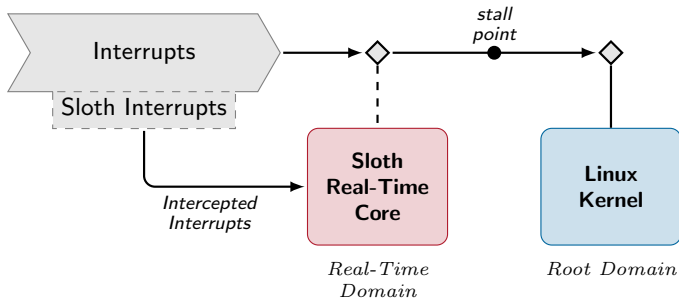 stall
point
Interrupts
Sloth Interrupts
Intercepted
Interrupts
Sloth
Real-Time
Core
Linux
Kernel
Real-Time
Domain
Root Domain